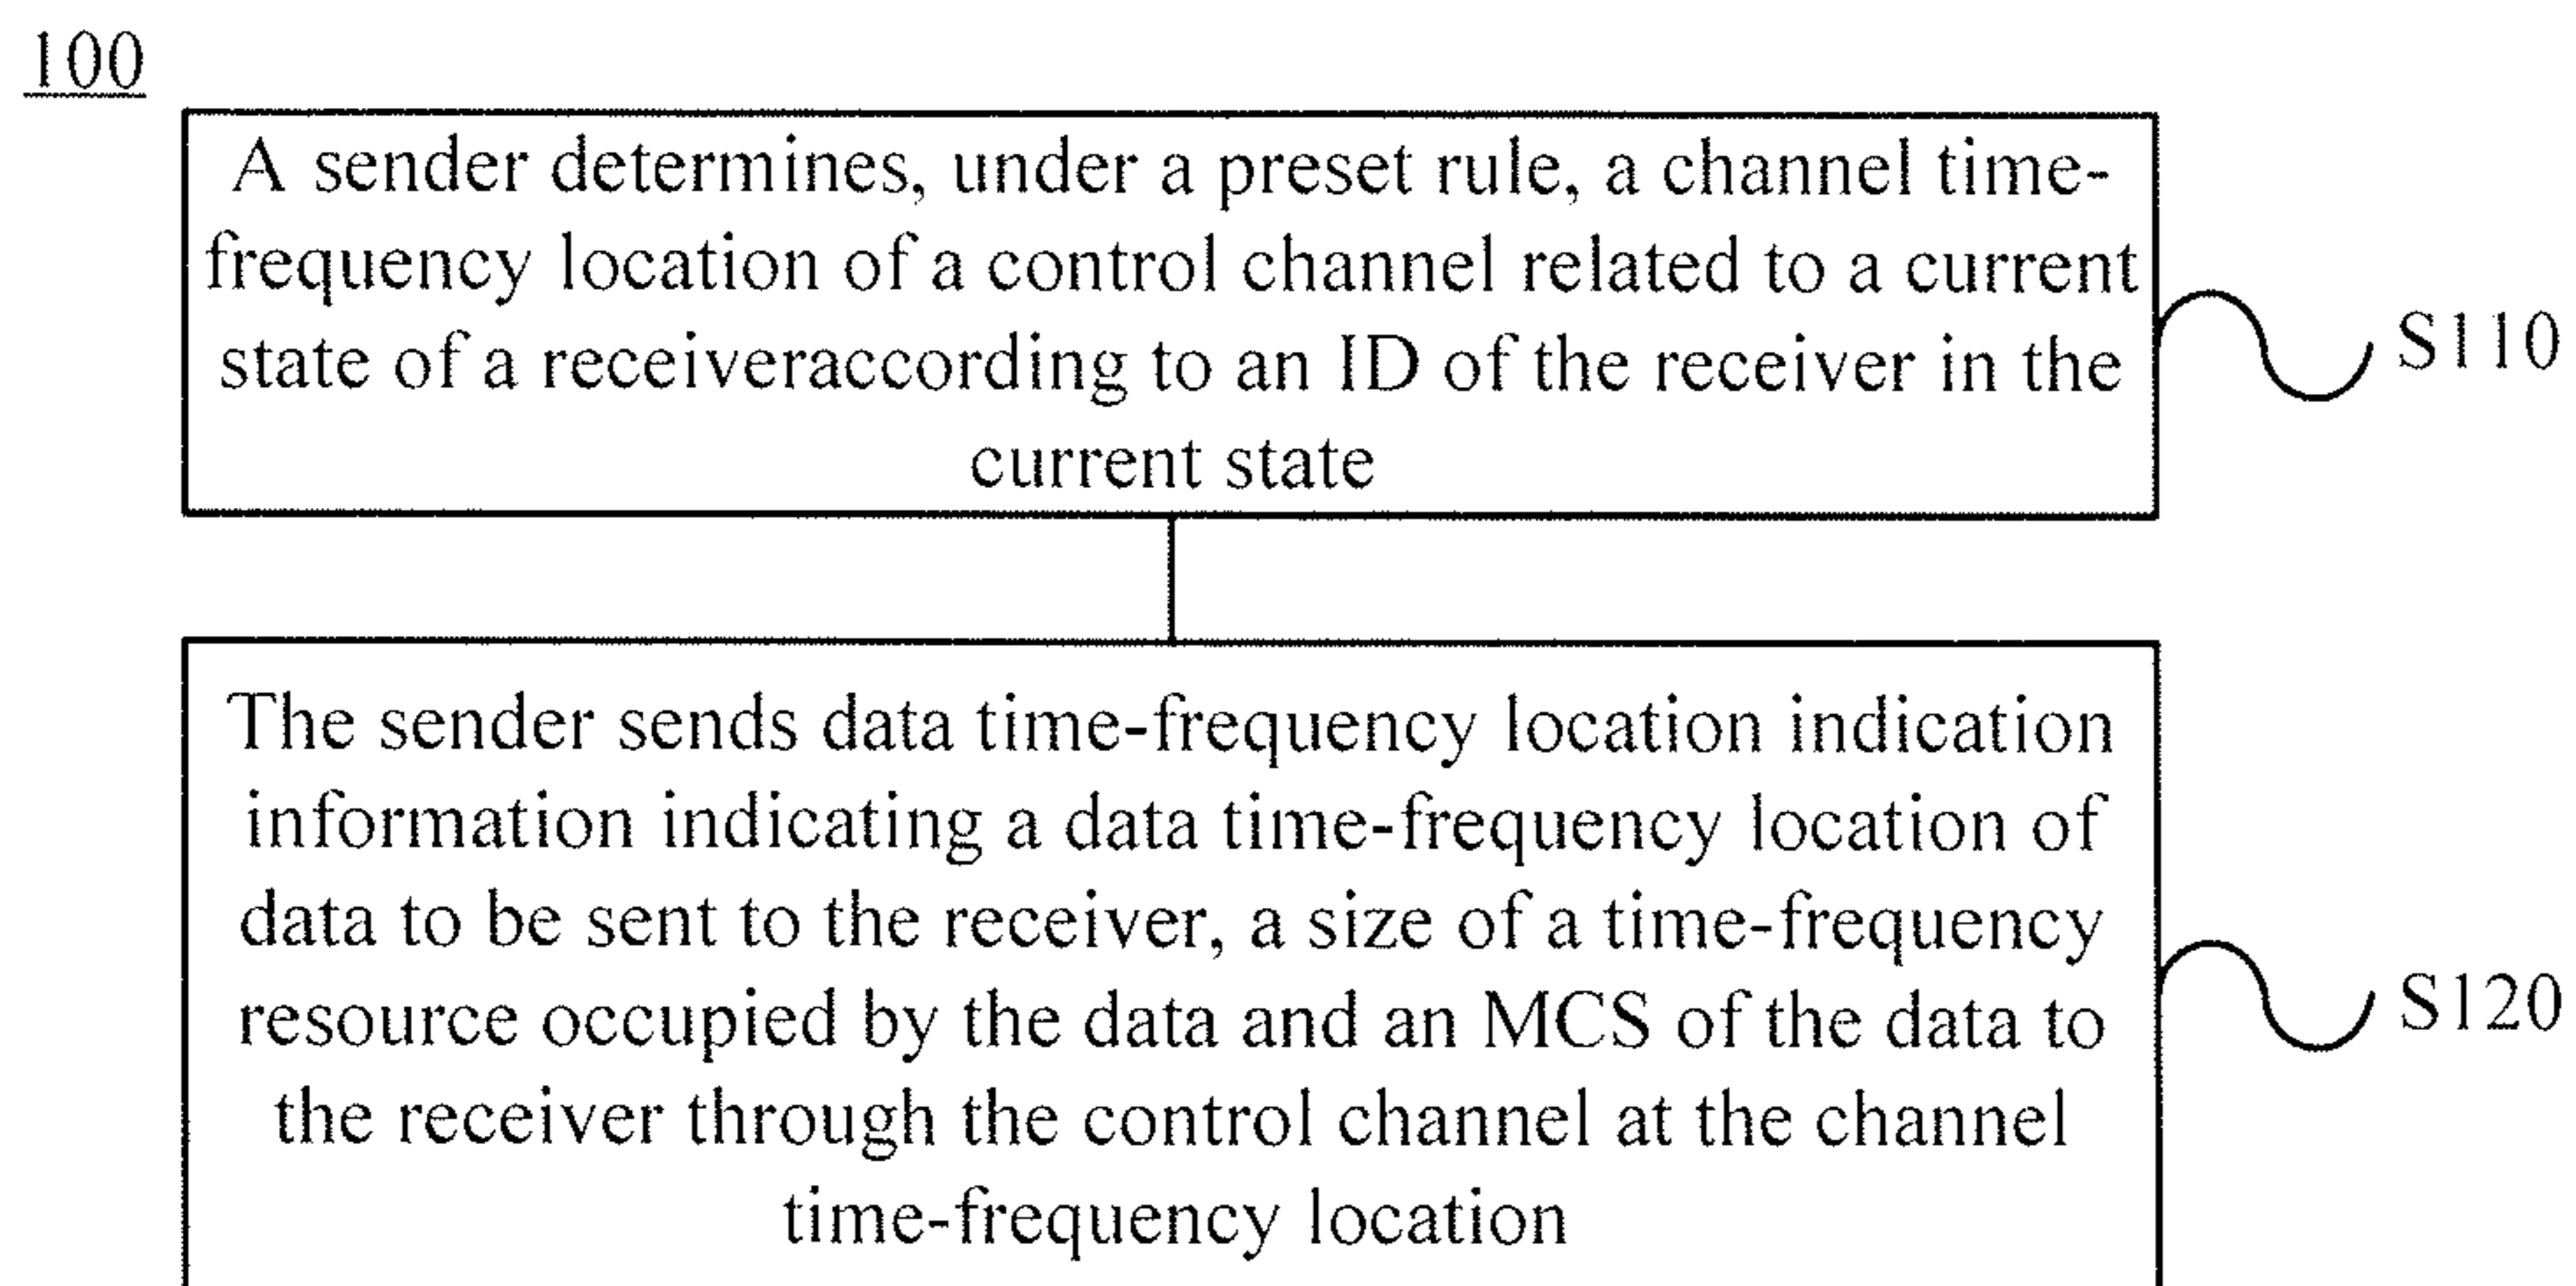 100
A sender determines, under a preset rule, a channel time-
frequency location of a control channel related to a current
state of a receiveraccording to an ID of the receiver in the
current state
S110
The sender sends data time-frequency location indication
information indicating a data time-frequency location of
data to be sent to the receiver, a size of a time-frequency
resource occupied by the data and an MCS of the data to
the receiver through the control channel at the channel
time-frequency location
S120